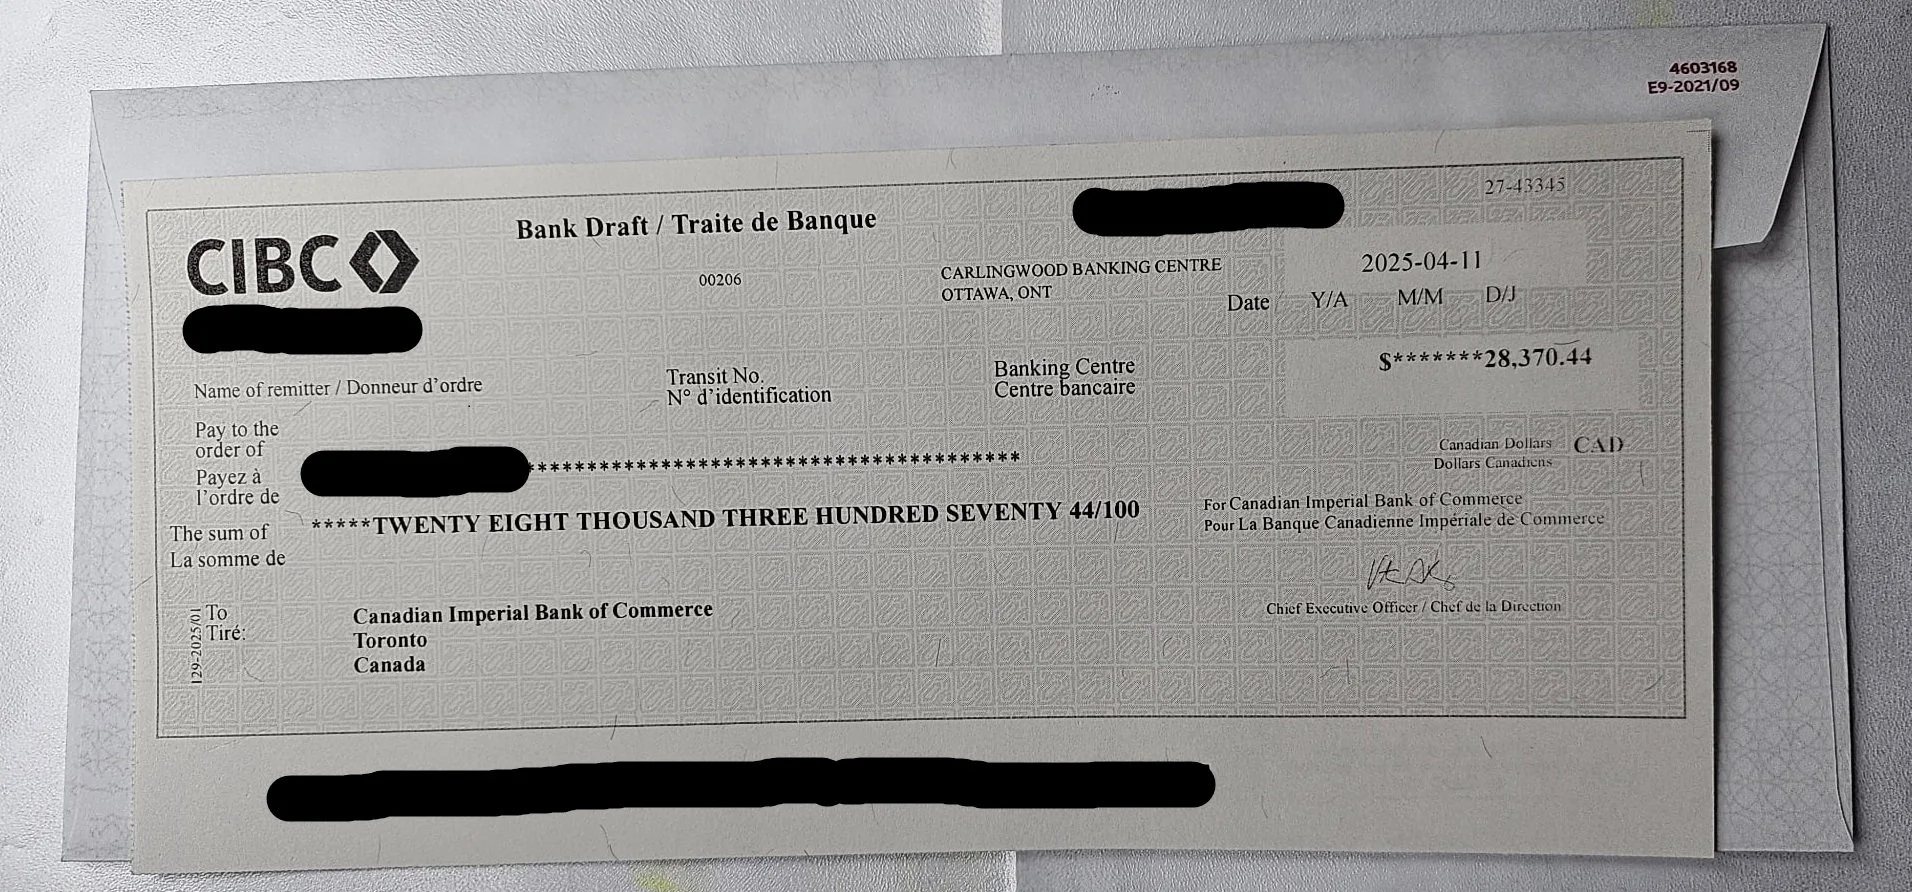 4603168
E9-2021/09
27-43345
CIBC
Bank Draft / Traite de Banque
00206
CARLINGWOOD BANKING CENTRE
OTTAWA, ONT
2025-04-11
Date Y/A M/M D/J
$*******28,370.44
Name of remitter / Donneur d'ordre
Transit No.
N° d'identification
Banking Centre
Centre bancaire
Pay to the
order of
Payez à
l'ordre de
****************************************
Canadian Dollars CAD
Dollars Canadiens
The sum of
La somme de
*****TWENTY EIGHT THOUSAND THREE HUNDRED SEVENTY 44/100
For Canadian Imperial Bank of Commerce
Pour La Banque Canadienne Impériale de Commerce
Chief Executive Officer / Chef de la Direction
129-2025/01
To
Tiré:
Canadian Imperial Bank of Commerce
Toronto
Canada